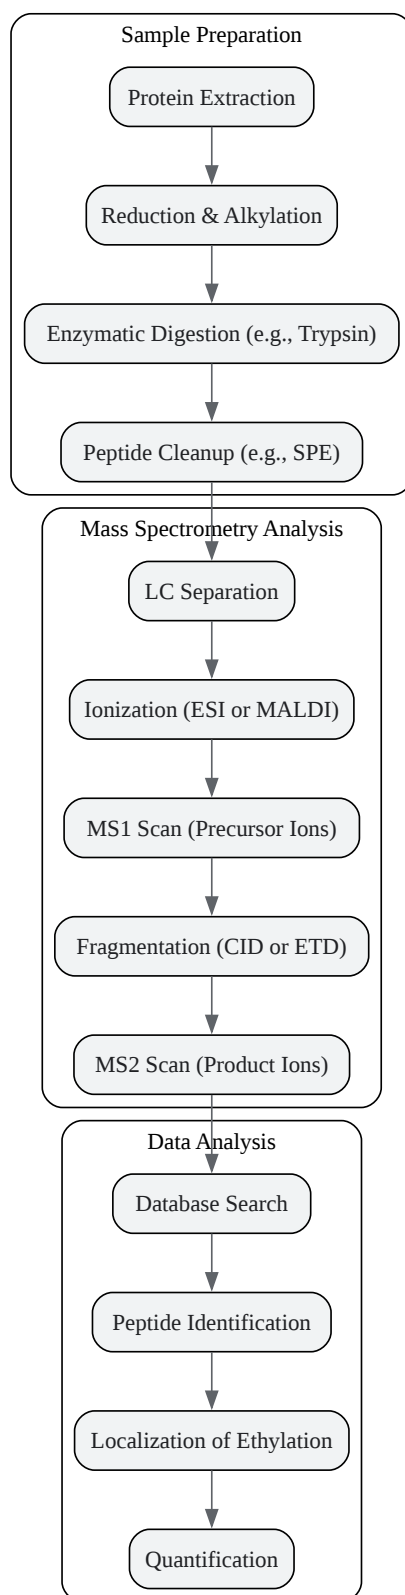 Sample Preparation
Protein Extraction
Reduction & Alkylation
Enzymatic Digestion (e.g., Trypsin)
Peptide Cleanup (e.g., SPE)
Mass Spectrometry Analysis
LC Separation
Ionization (ESI or MALDI)
MS1 Scan (Precursor Ions)
Fragmentation (CID or ETD)
MS2 Scan (Product Ions)
Data Analysis
Database Search
Peptide Identification
Localization of Ethylation
Quantification